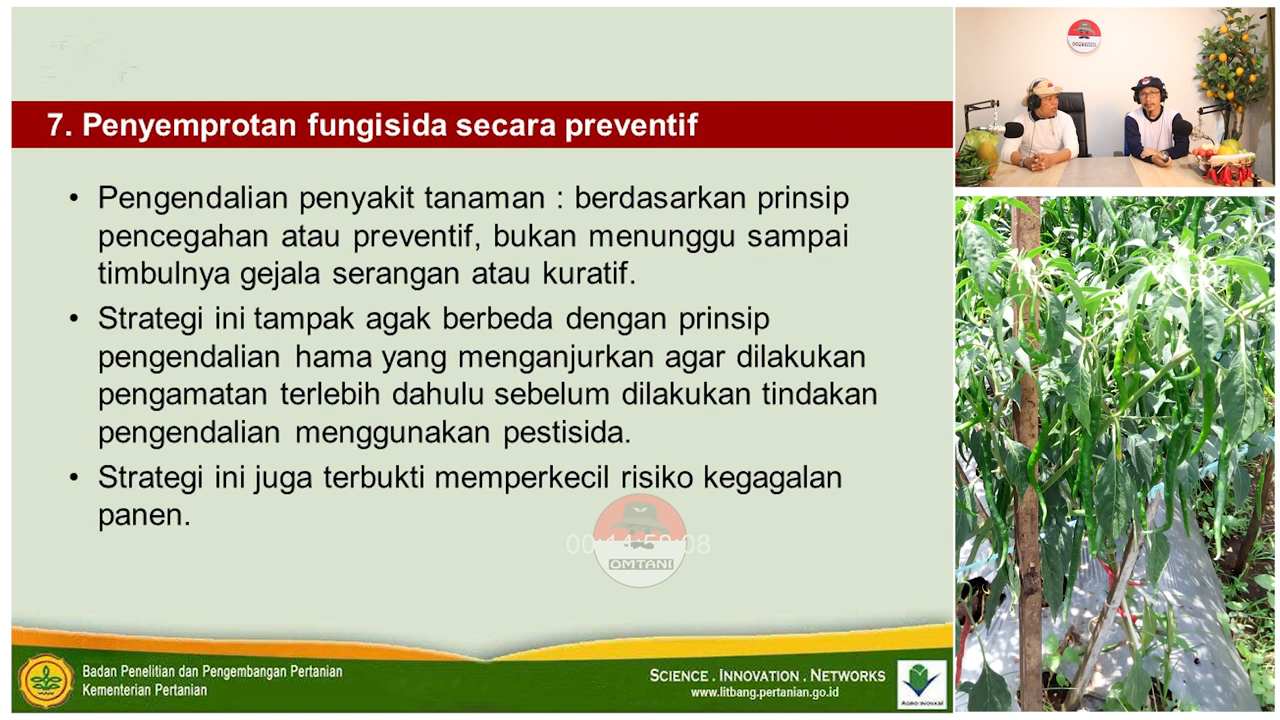 7. Penyemprotan fungisida secara preventif
• Pengendalian penyakit tanaman : berdasarkan prinsip
pencegahan atau preventif, bukan menunggu sampai
timbulnya gejala serangan atau kuratif.
• Strategi ini tampak agak berbeda dengan prinsip
pengendalian hama yang menganjurkan agar dilakukan
pengamatan terlebih dahulu sebelum dilakukan tindakan
pengendalian menggunakan pestisida.
• Strategi ini juga terbukti memperkecil risiko kegagalan
panen.
OMTANI
Badan Penelitian dan Pengembangan Pertanian
Kementerian Pertanian
SCIENCE . INNOVATION . NETWORKS
www.litbang.pertanian.go.id
AGRO INOVASI
OMTANI